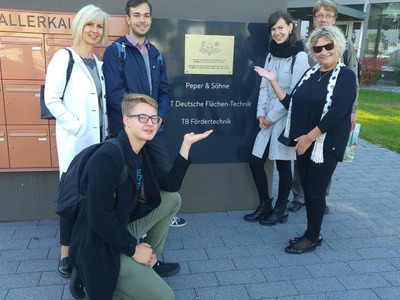 ALLERKAI
Peper & Söhne
T.Deutsche Flächen-Technik
TB Fördertechnik